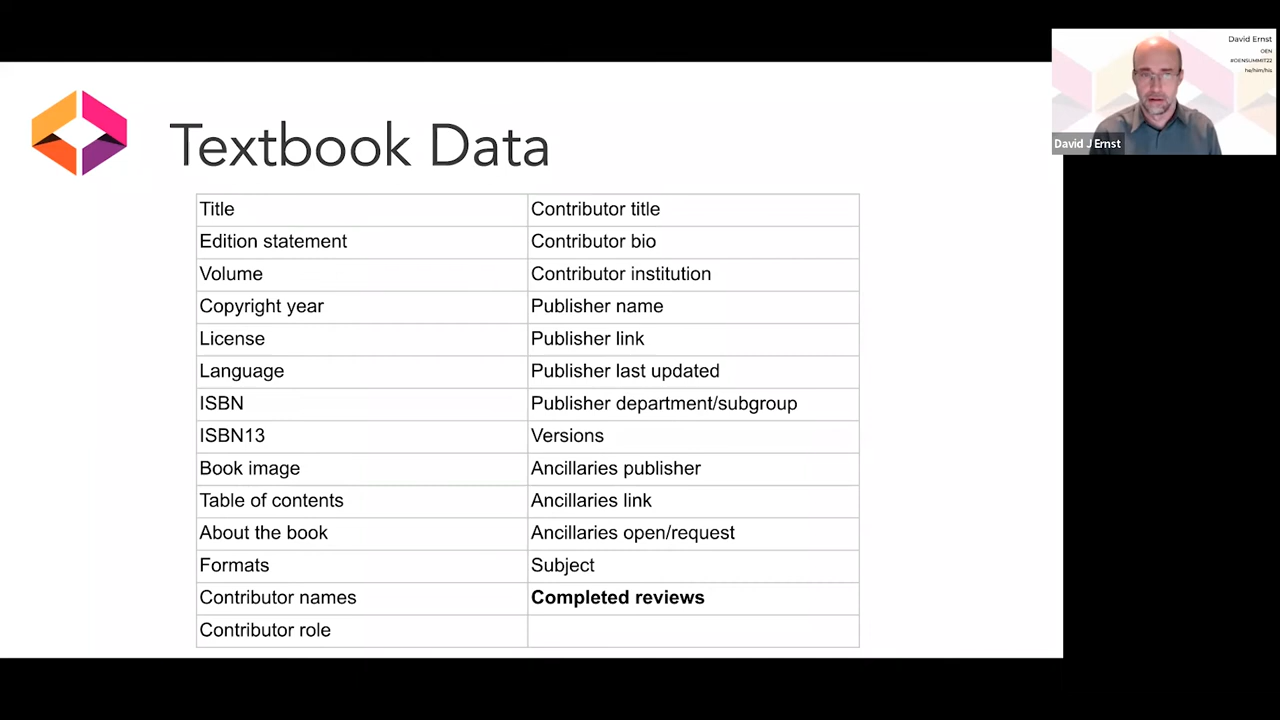 Textbook Data
Title
Contributor title
Edition statement
Contributor bio
Volume
Contributor institution
Copyright year
Publisher name
License
Publisher link
Language
Publisher last updated
ISBN
Publisher department/subgroup
ISBN13
Versions
Book image
Ancillaries publisher
Table of contents
Ancillaries link
About the book
Ancillaries open/request
Formats
Subject
Contributor names
Completed reviews
Contributor role
David Ernst
OEN
#OENSUMMIT22
he/him/his
David J Ernst